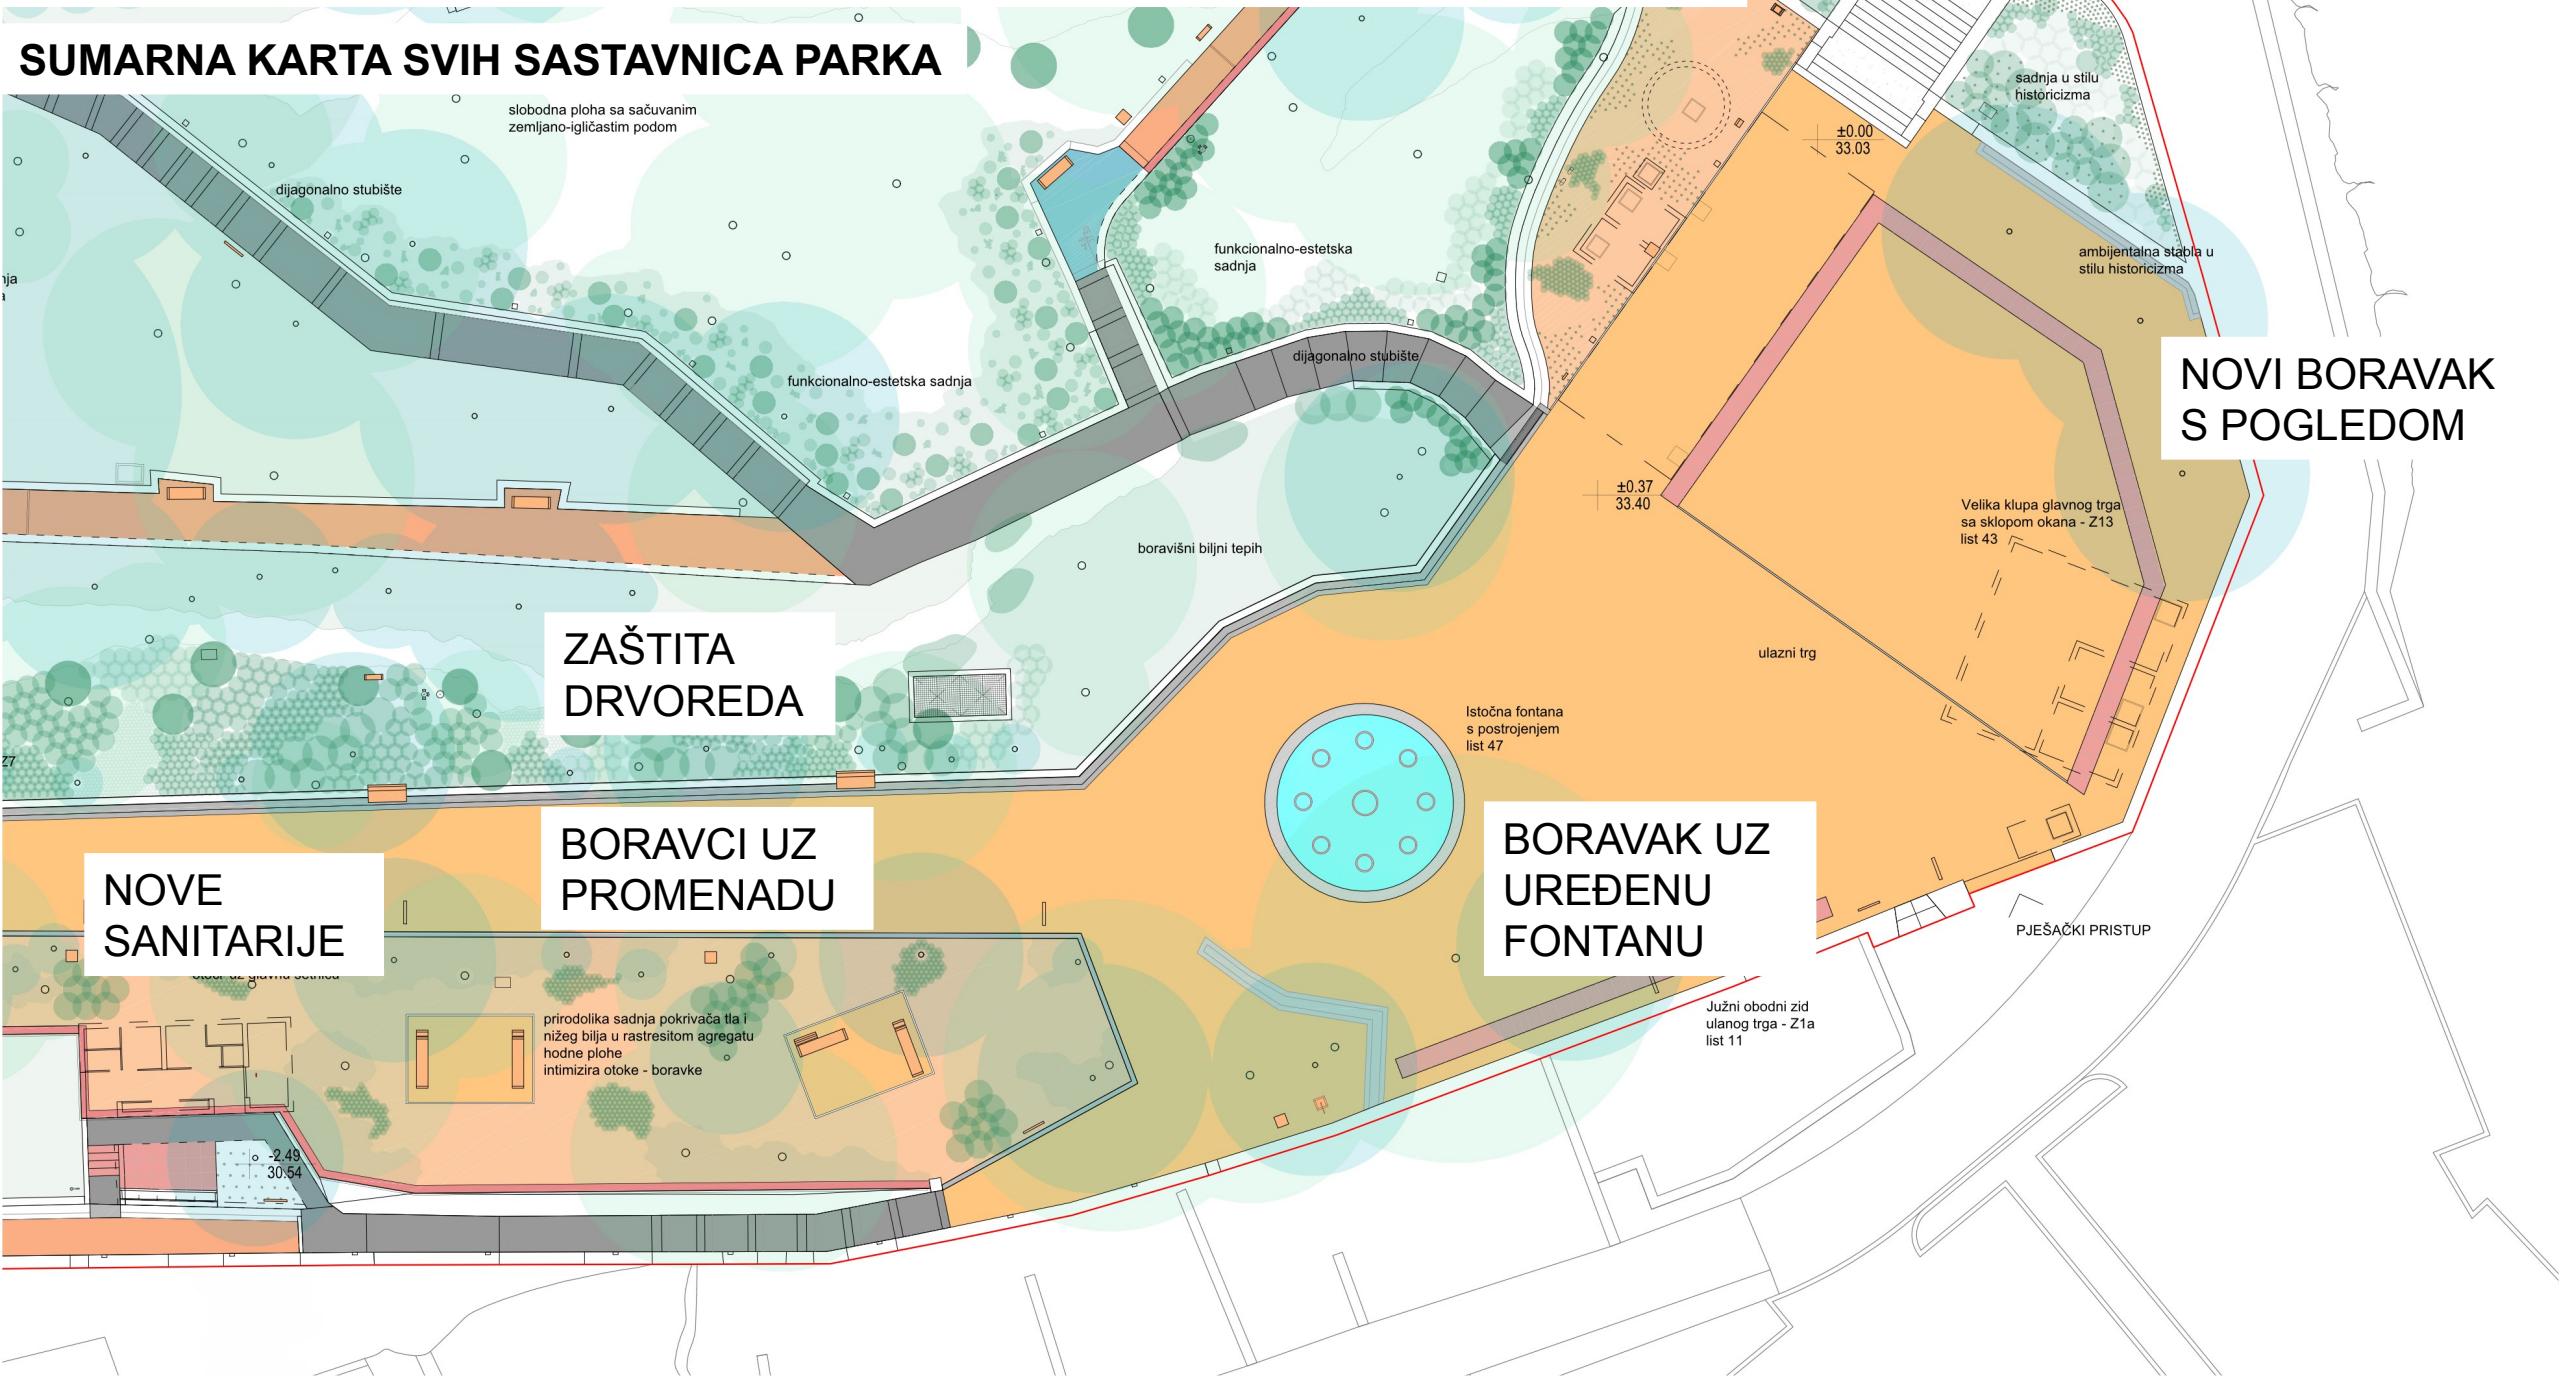 SUMARNA KARTA SVIH SASTAVNICA PARKA
slobodna ploha sa sačuvanim
zemljano-igličastim podom
sadnja u stilu
historicizma
±0.00
33.03
dijagonalno stubište
funkcionalno-estetska
sadnja
ambijentalna stabla u
stilu historicizma
dijagonalno stubište
funkcionalno-estetska sadnja
NOVI BORAVAK
S POGLEDOM
±0.37
33.40
Velika klupa glavnog trga
sa sklopom okana - Z13
list 43
boravišni biljni tepih
ZAŠTITA
DRVOREDA
ulazni trg
Istočna fontana
s postrojenjem
list 47
Z7
BORAVCI UZ
PROMENADU
BORAVAK UZ
UREĐENU
FONTANU
NOVE
SANITARIJE
PJEŠAČKI PRISTUP
prirodolika sadnja pokrivača tla i
nižeg bilja u rastresitom agregatu
hodne plohe
intimizira otoke - boravke
Južni obodni zid
ulanog trga - Z1a
list 11
-2.49
30.54